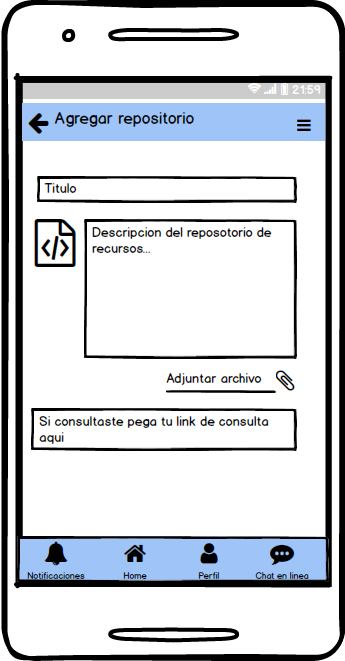 21:59
Agregar repositorio
Titulo
Descripcion del reposotorio de
recursos...
Adjuntar archivo
Si consultaste pega tu link de consulta
aqui
Notificaciones Home Perfil Chat en linea